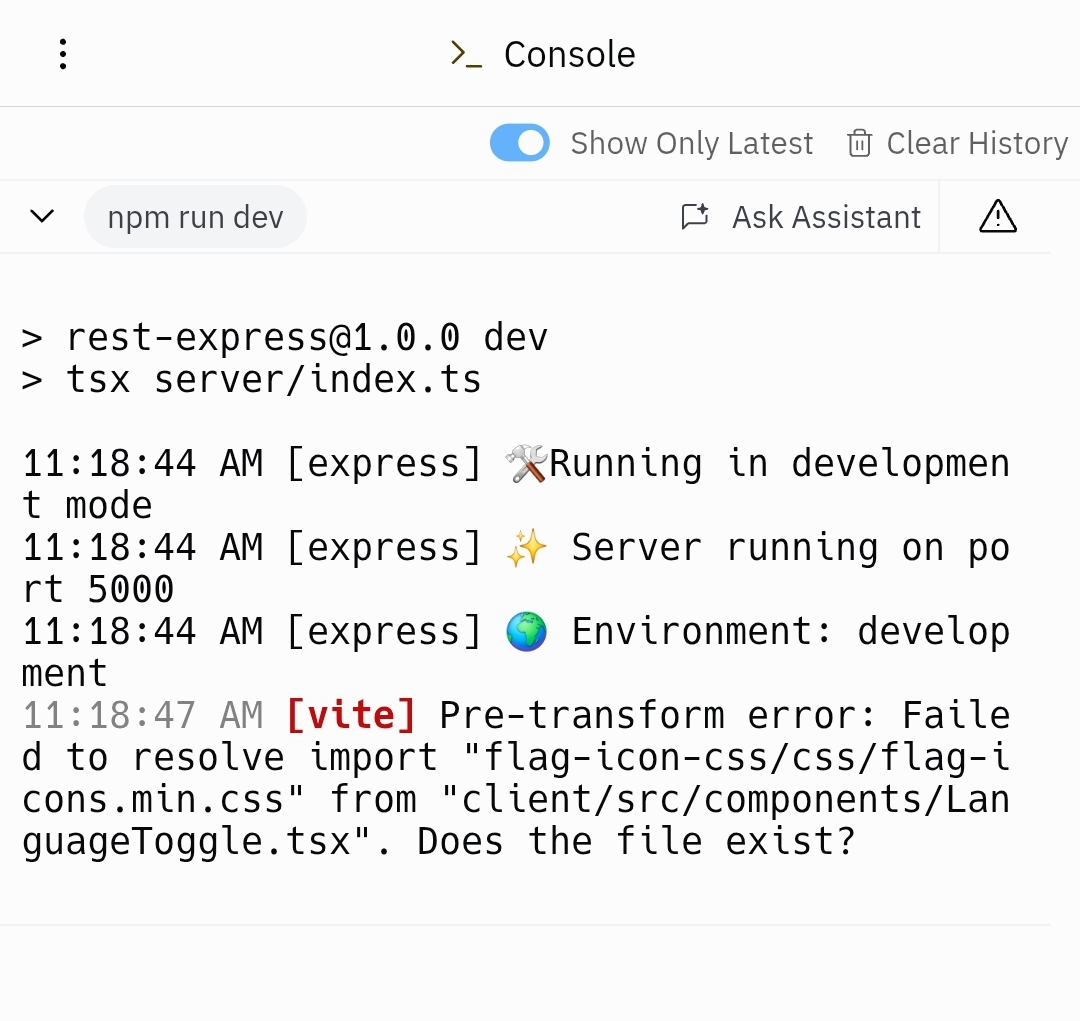 >_ Console
Show Only Latest Clear History
npm run dev Ask Assistant
> rest-express@1.0.0 dev
> tsx server/index.ts
11:18:44 AM [express] 🛠Running in developmen
t mode
11:18:44 AM [express] ✨ Server running on po
rt 5000
11:18:44 AM [express] 🌍 Environment: develop
ment
11:18:47 AM [vite] Pre-transform error: Faile
d to resolve import "flag-icon-css/css/flag-i
cons.min.css" from "client/src/components/Lan
guageToggle.tsx". Does the file exist?